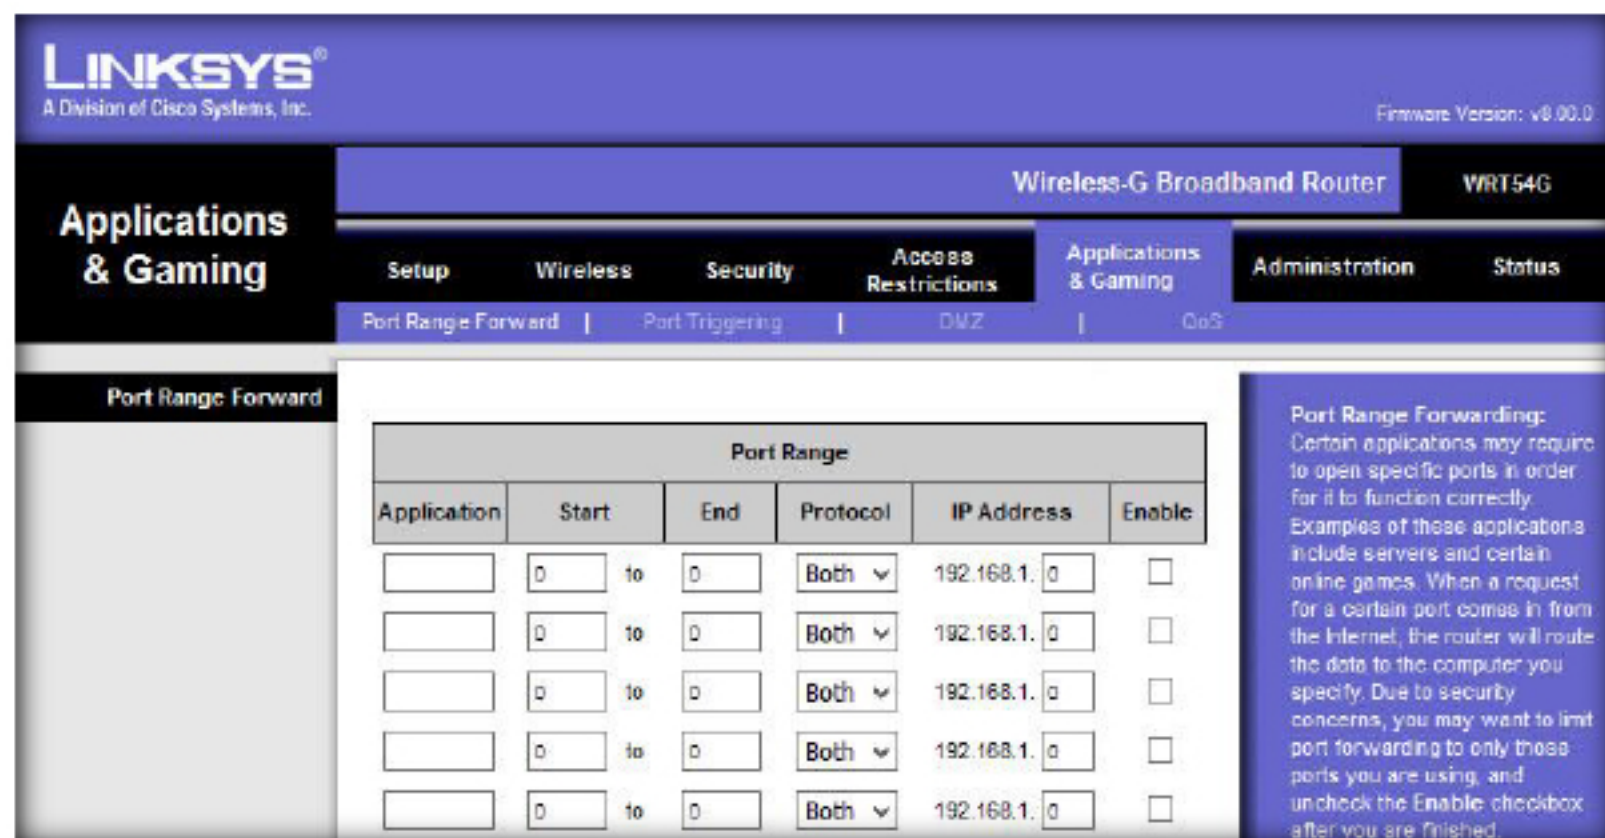 LINKSYS®
A Division of Cisco Systems, Inc.
Firmware Version: v8.00.0
Wireless-G Broadband Router WRT54G
Applications
& Gaming
Setup Wireless Security Access
Restrictions Applications
& Gaming Administration Status
Port Range Forward | Port Triggering | DMZ | QoS
Port Range Forward
Port Range
Application Start End Protocol IP Address Enable
0 to 0 Both 192.168.1. 0
0 to 0 Both 192.168.1. 0
0 to 0 Both 192.168.1. 0
0 to 0 Both 192.168.1. 0
0 to 0 Both 192.168.1. 0
Port Range Forwarding:
Certain applications may require
to open specific ports in order
for it to function correctly.
Examples of these applications
include servers and certain
online games. When a request
for a certain port comes in from
the Internet, the router will route
the data to the computer you
specify. Due to security
concerns, you may want to limit
port forwarding to only those
ports you are using, and
uncheck the Enable checkbox
after you are finished.